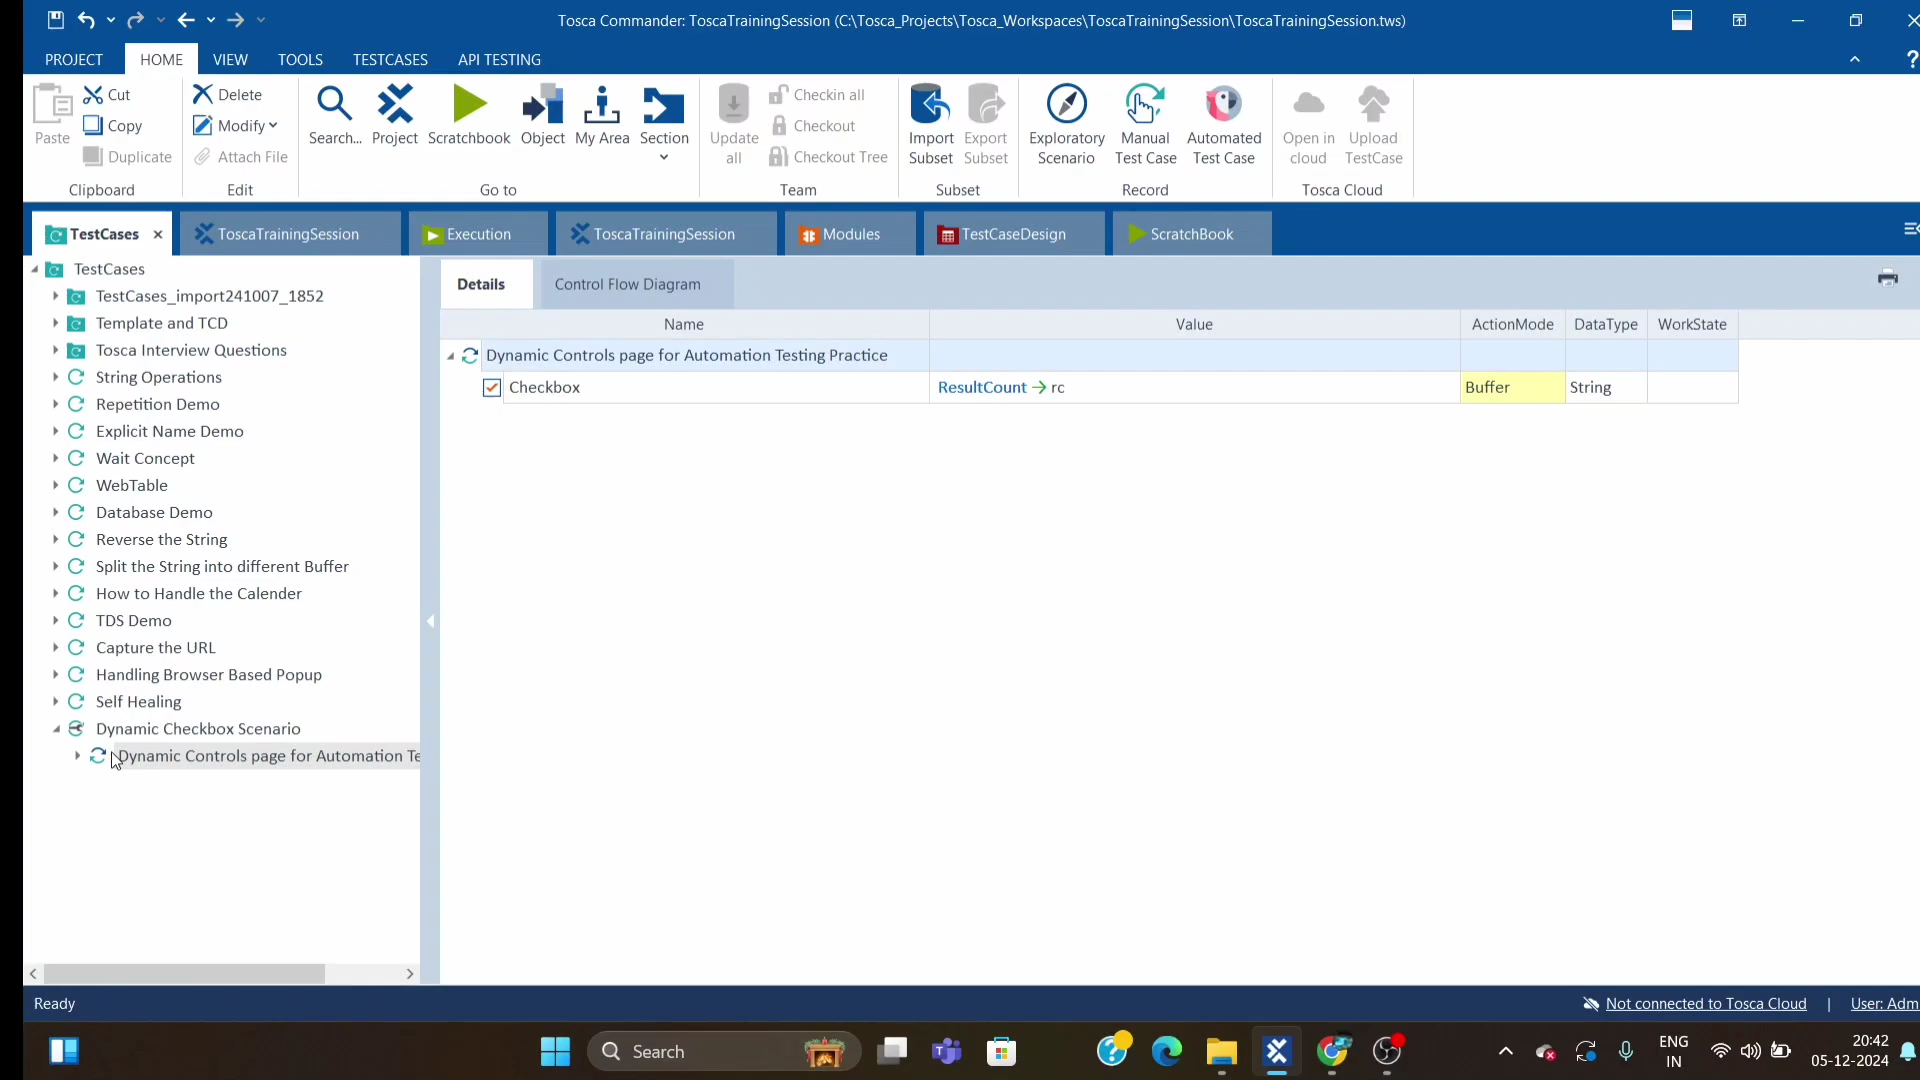 Tosca Commander: ToscaTrainingSession (C:\Tosca_Projects\Tosca_Workspaces\ToscaTrainingSession\ToscaTrainingSession.tws)
PROJECT HOME VIEW TOOLS TESTCASES API TESTING
Paste
Cut
Copy
Duplicate
Clipboard
Delete
Modify
Attach File
Edit
Search... Project Scratchbook Object My Area Section
Go to
Update all
Checkin all
Checkout
Checkout Tree
Team
Import Subset
Export Subset
Subset
Exploratory Scenario
Manual Test Case
Automated Test Case
Record
Open in cloud
Upload TestCase
Tosca Cloud
TestCases ToscaTrainingSession Execution ToscaTrainingSession Modules TestCaseDesign ScratchBook
TestCases
TestCases_import241007_1852
Template and TCD
Tosca Interview Questions
String Operations
Repetition Demo
Explicit Name Demo
Wait Concept
WebTable
Database Demo
Reverse the String
Split the String into different Buffer
How to Handle the Calender
TDS Demo
Capture the URL
Handling Browser Based Popup
Self Healing
Dynamic Checkbox Scenario
Dynamic Controls page for Automation Te
Details Control Flow Diagram
Name Value ActionMode DataType WorkState
Dynamic Controls page for Automation Testing Practice
Checkbox ResultCount → rc Buffer String
Ready Not connected to Tosca Cloud | User: Adm
Search
ENG
IN
20:42
05-12-2024